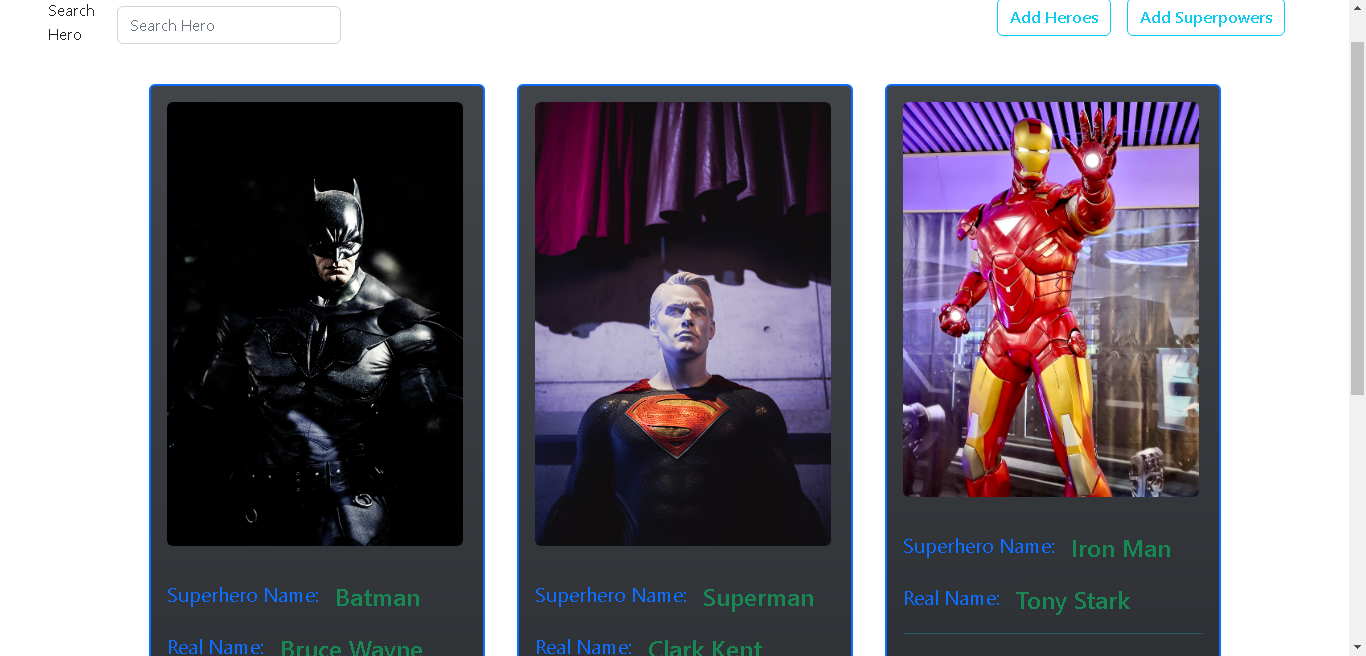 Search
Hero
Search Hero
Add Heroes
Add Superpowers
Superhero Name: Batman
Real Name: Bruce Wayne
Superhero Name: Superman
Real Name: Clark Kent
Superhero Name: Iron Man
Real Name: Tony Stark